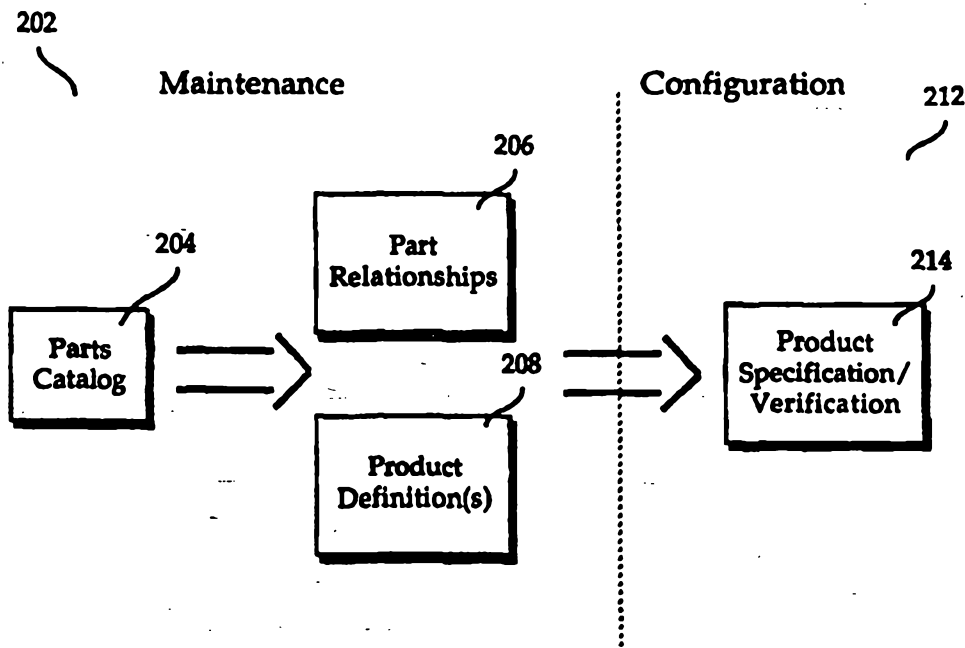 202
Maintenance
Configuration
212
206
Part
Relationships
204
Parts
Catalog
208
Product
Definition(s)
214
Product
Specification/
Verification